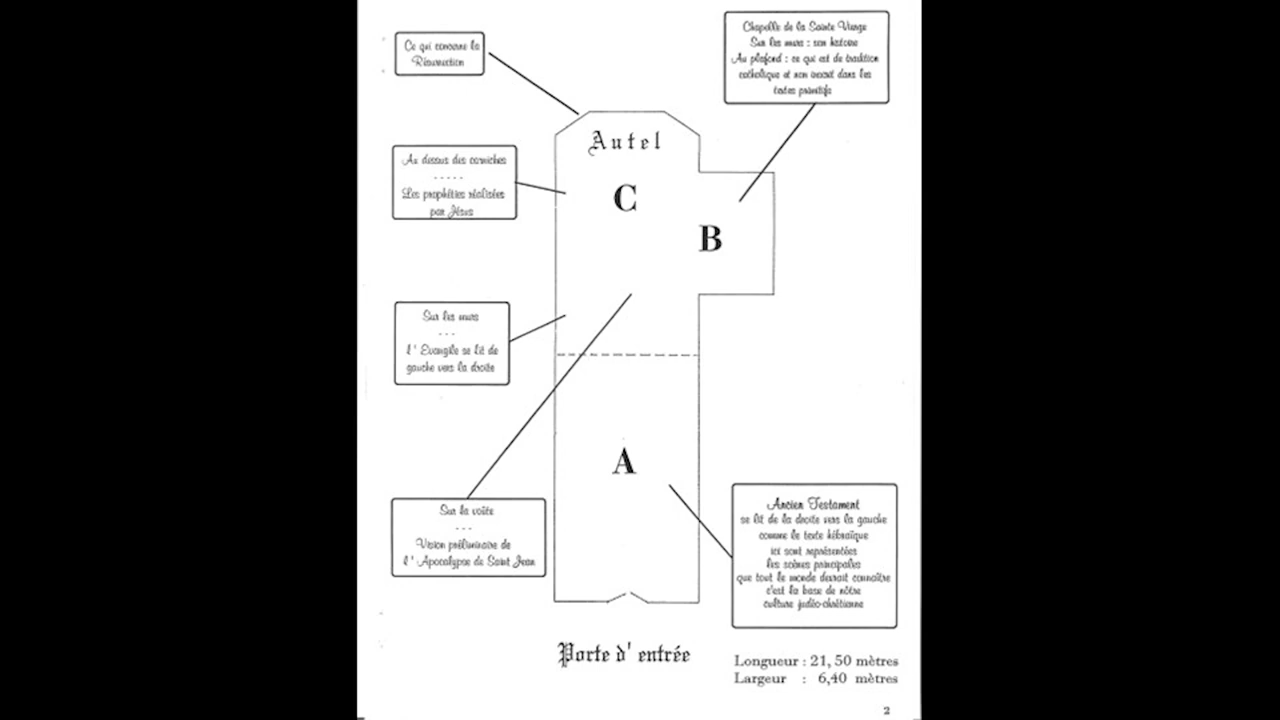 Ce qui concerne la
Résurrection
Chapelle de la Sainte Vierge
Sur les murs : son histoire
Au plafond : ce qui est de tradition
catholique et non inscrit dans les
textes primitifs
Autel
Au dessus des corniches
- - - - -
Les prophéties réalisées
par Jésus
C
B
Sur les murs
- - -
l' Evangile se lit de
gauche vers la droite
A
Sur la voûte
- - -
Vision préliminaire de
l' Apocalypse de Saint Jean
Ancien Testament
se lit de la droite vers la gauche
comme le texte hébraïque
ici sont représentées
les scènes principales
que tout le monde devrait connaître
c'est la base de nôtre
culture judéo-chrétienne
Porte d' entrée
Longueur : 21, 50 mètres
Largeur : 6,40 mètres
2